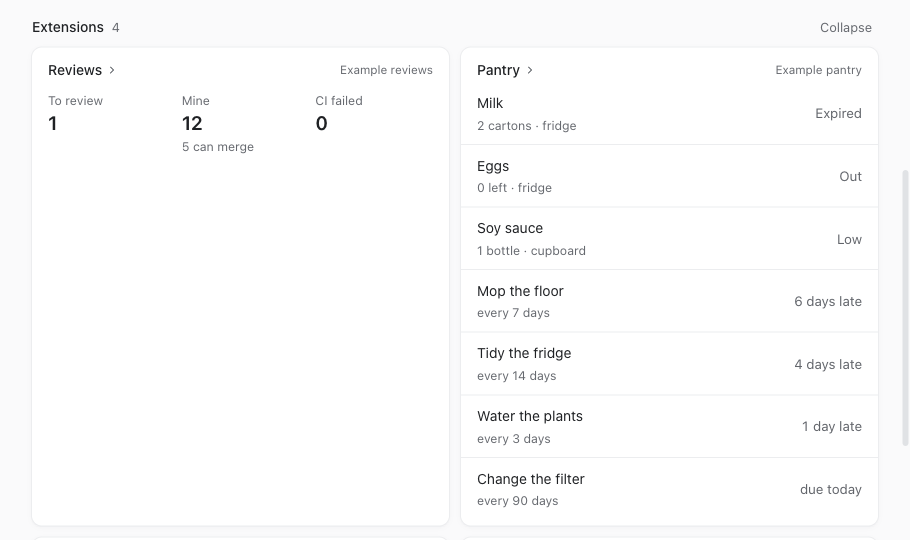 Extensions 4
Collapse
Reviews
Example reviews
To review
Mine
CI failed
1
12
0
5 can merge
Pantry
Example pantry
Milk
2 cartons · fridge
Expired
Eggs
0 left · fridge
Out
Soy sauce
1 bottle · cupboard
Low
Mop the floor
every 7 days
6 days late
Tidy the fridge
every 14 days
4 days late
Water the plants
every 3 days
1 day late
Change the filter
every 90 days
due today